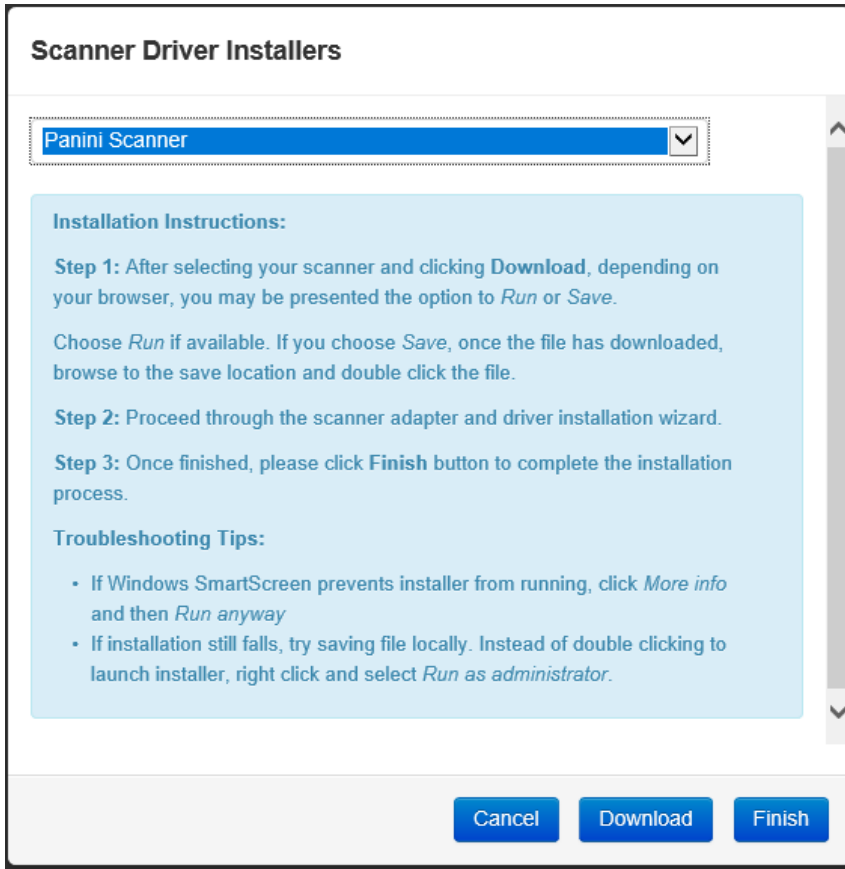 Scanner Driver Installers
Panini Scanner
Installation Instructions:
Step 1: After selecting your scanner and clicking Download, depending on
your browser, you may be presented the option to Run or Save.
Choose Run if available. If you choose Save, once the file has downloaded,
browse to the save location and double click the file.
Step 2: Proceed through the scanner adapter and driver installation wizard.
Step 3: Once finished, please click Finish button to complete the installation
process.
Troubleshooting Tips:
• If Windows SmartScreen prevents installer from running, click More info
and then Run anyway
• If installation still falls, try saving file locally. Instead of double clicking to
launch installer, right click and select Run as administrator.
Cancel Download Finish